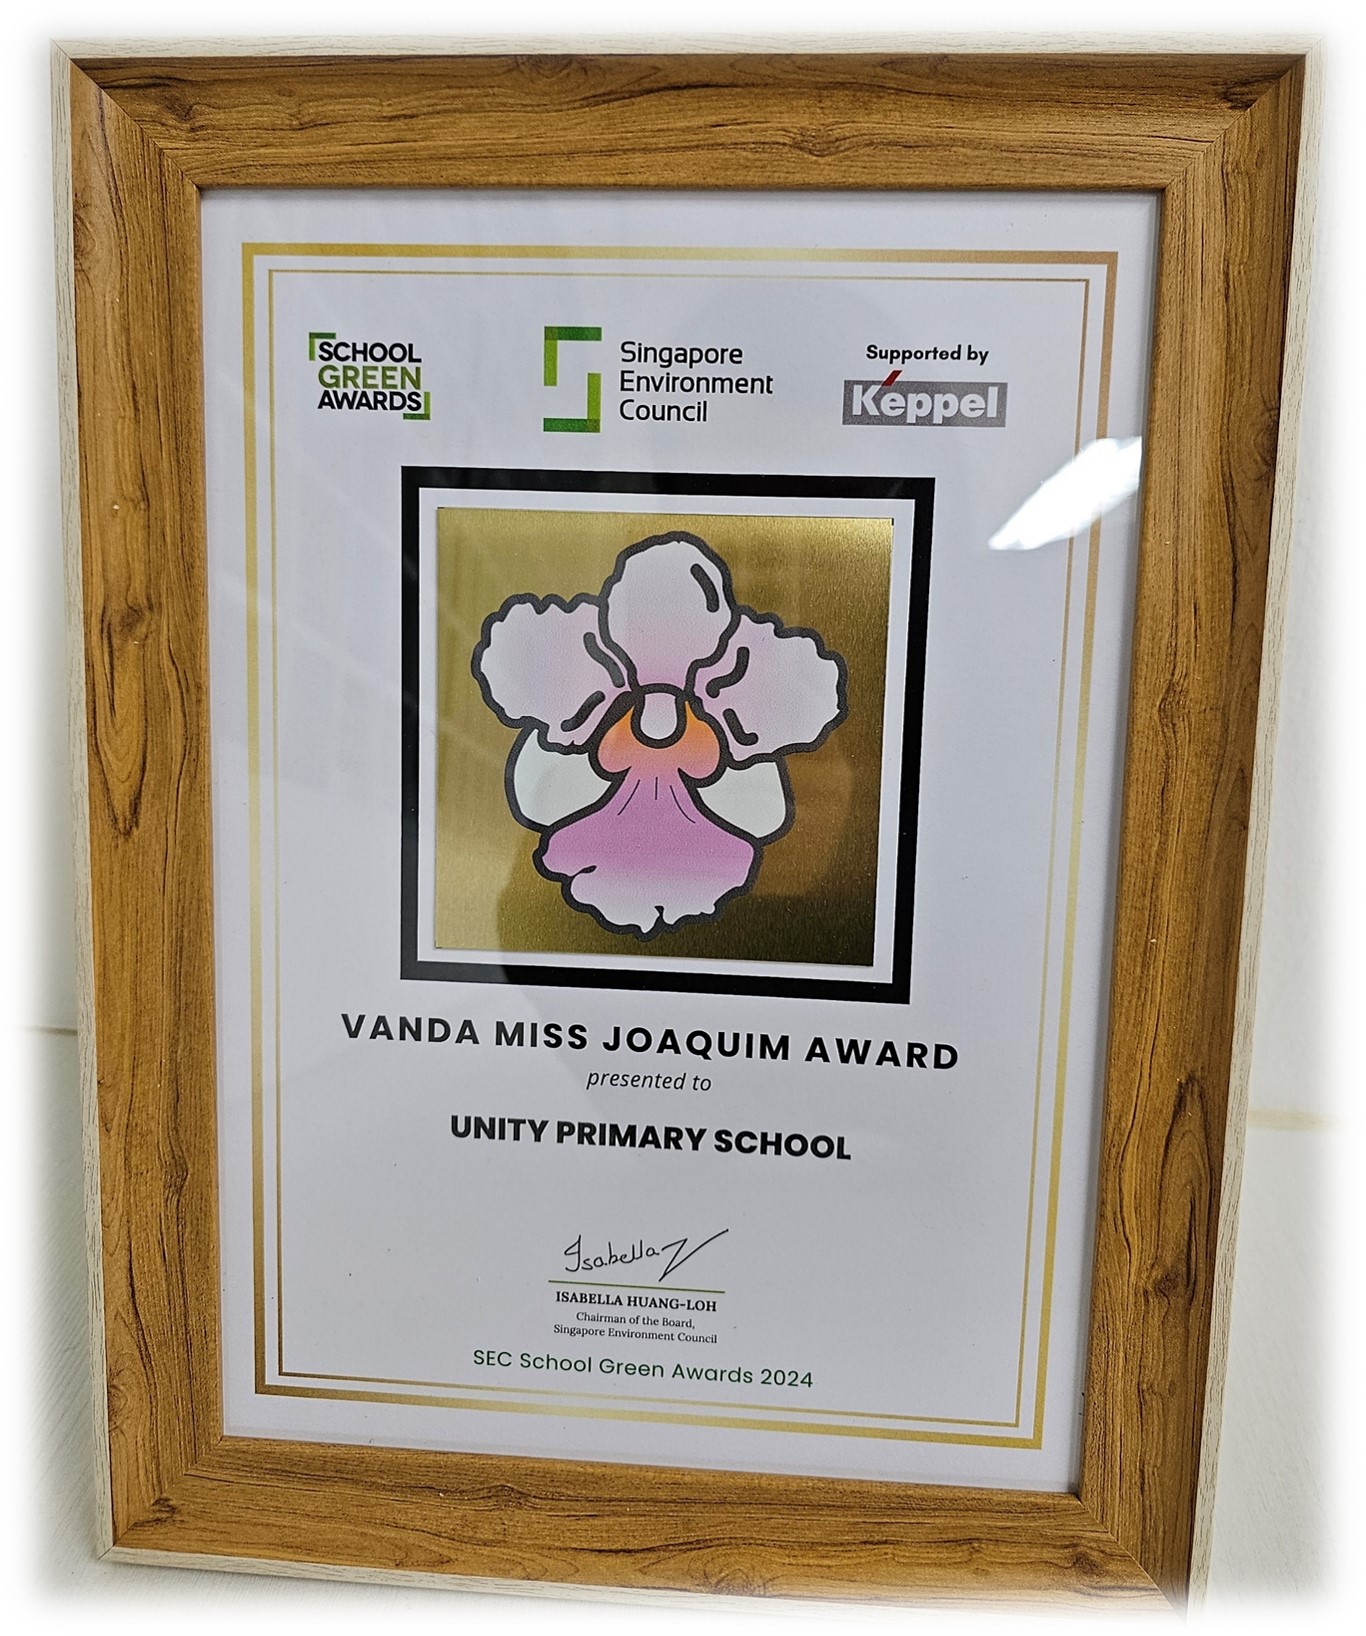 SCHOOL
GREEN
AWARDS
Singapore
Environment
Council
Supported by
Keppel
VANDA MISS JOAQUIM AWARD
presented to
UNITY PRIMARY SCHOOL
Isabella
ISABELLA HUANG-LOH
Chairman of the Board,
Singapore Environment Council
SEC School Green Awards 2024